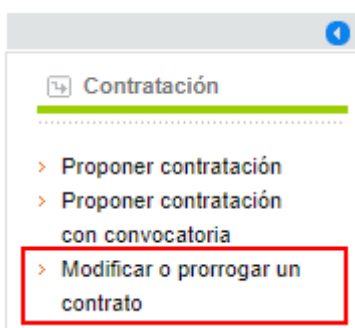 Contratación
Proponer contratación
Proponer contratación
con convocatoria
Modificar o prorrogar un
contrato